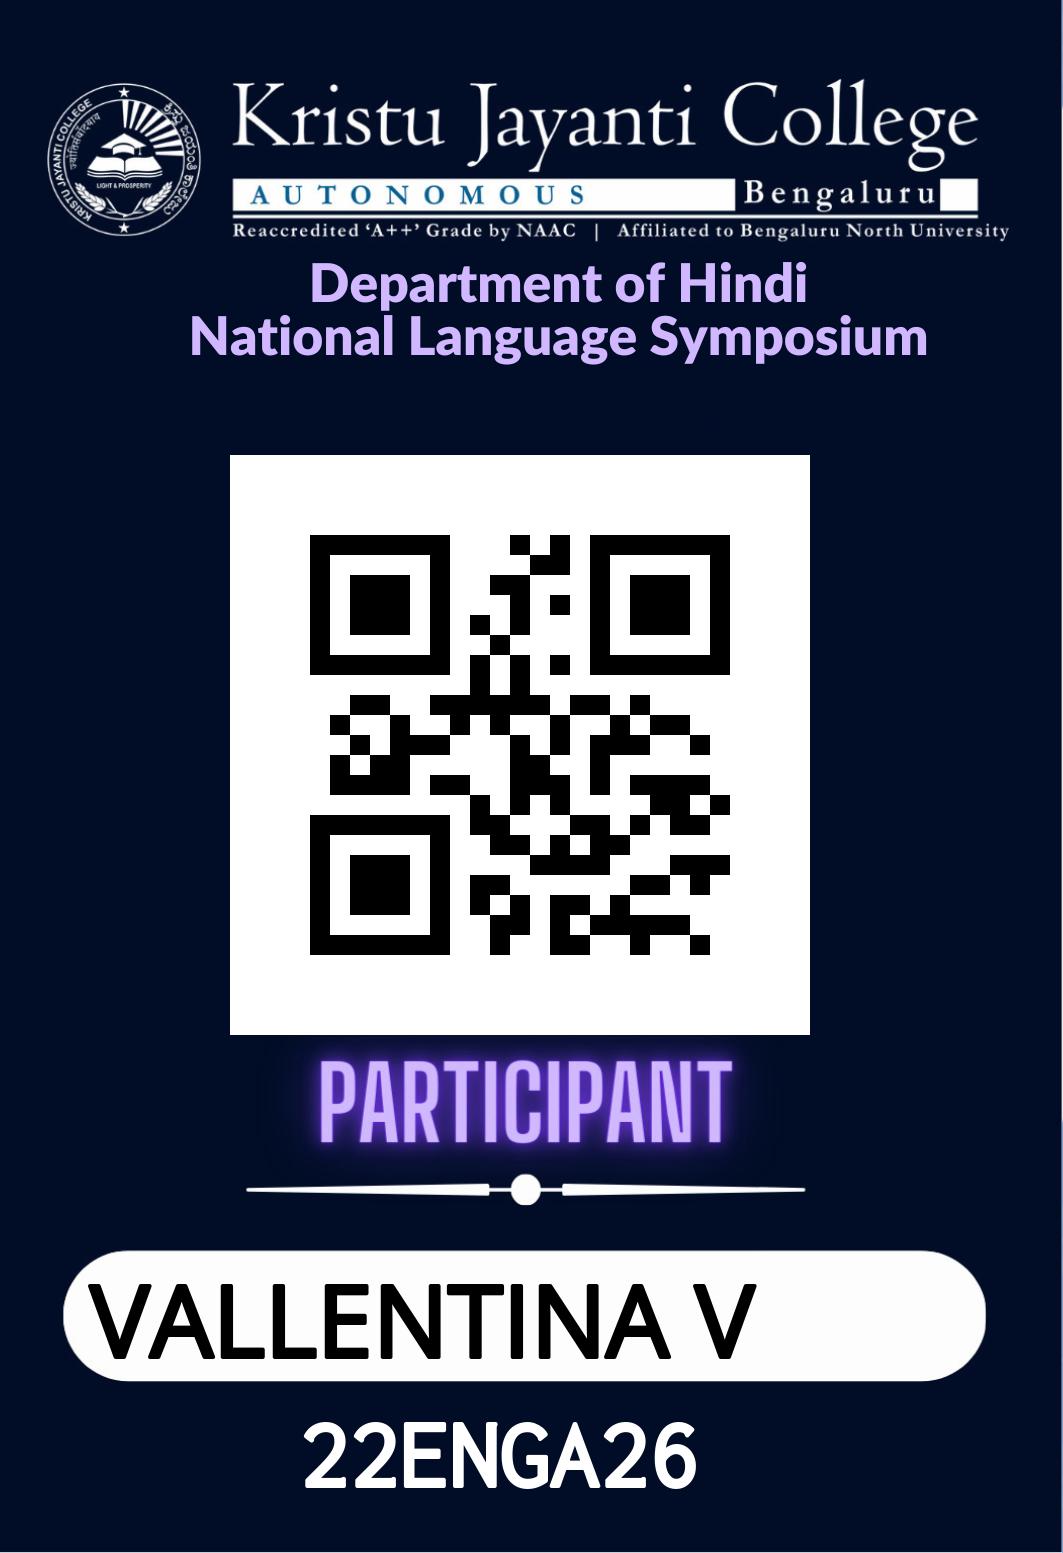 KRISTU JAYANTI COLLEGE
LIGHT & PROSPERITY
Kristu Jayanti College
AUTONOMOUS Bengaluru
Reaccredited ‘A++’ Grade by NAAC | Affiliated to Bengaluru North University
Department of Hindi
National Language Symposium
PARTICIPANT
VALLENTINA V
22ENGA26